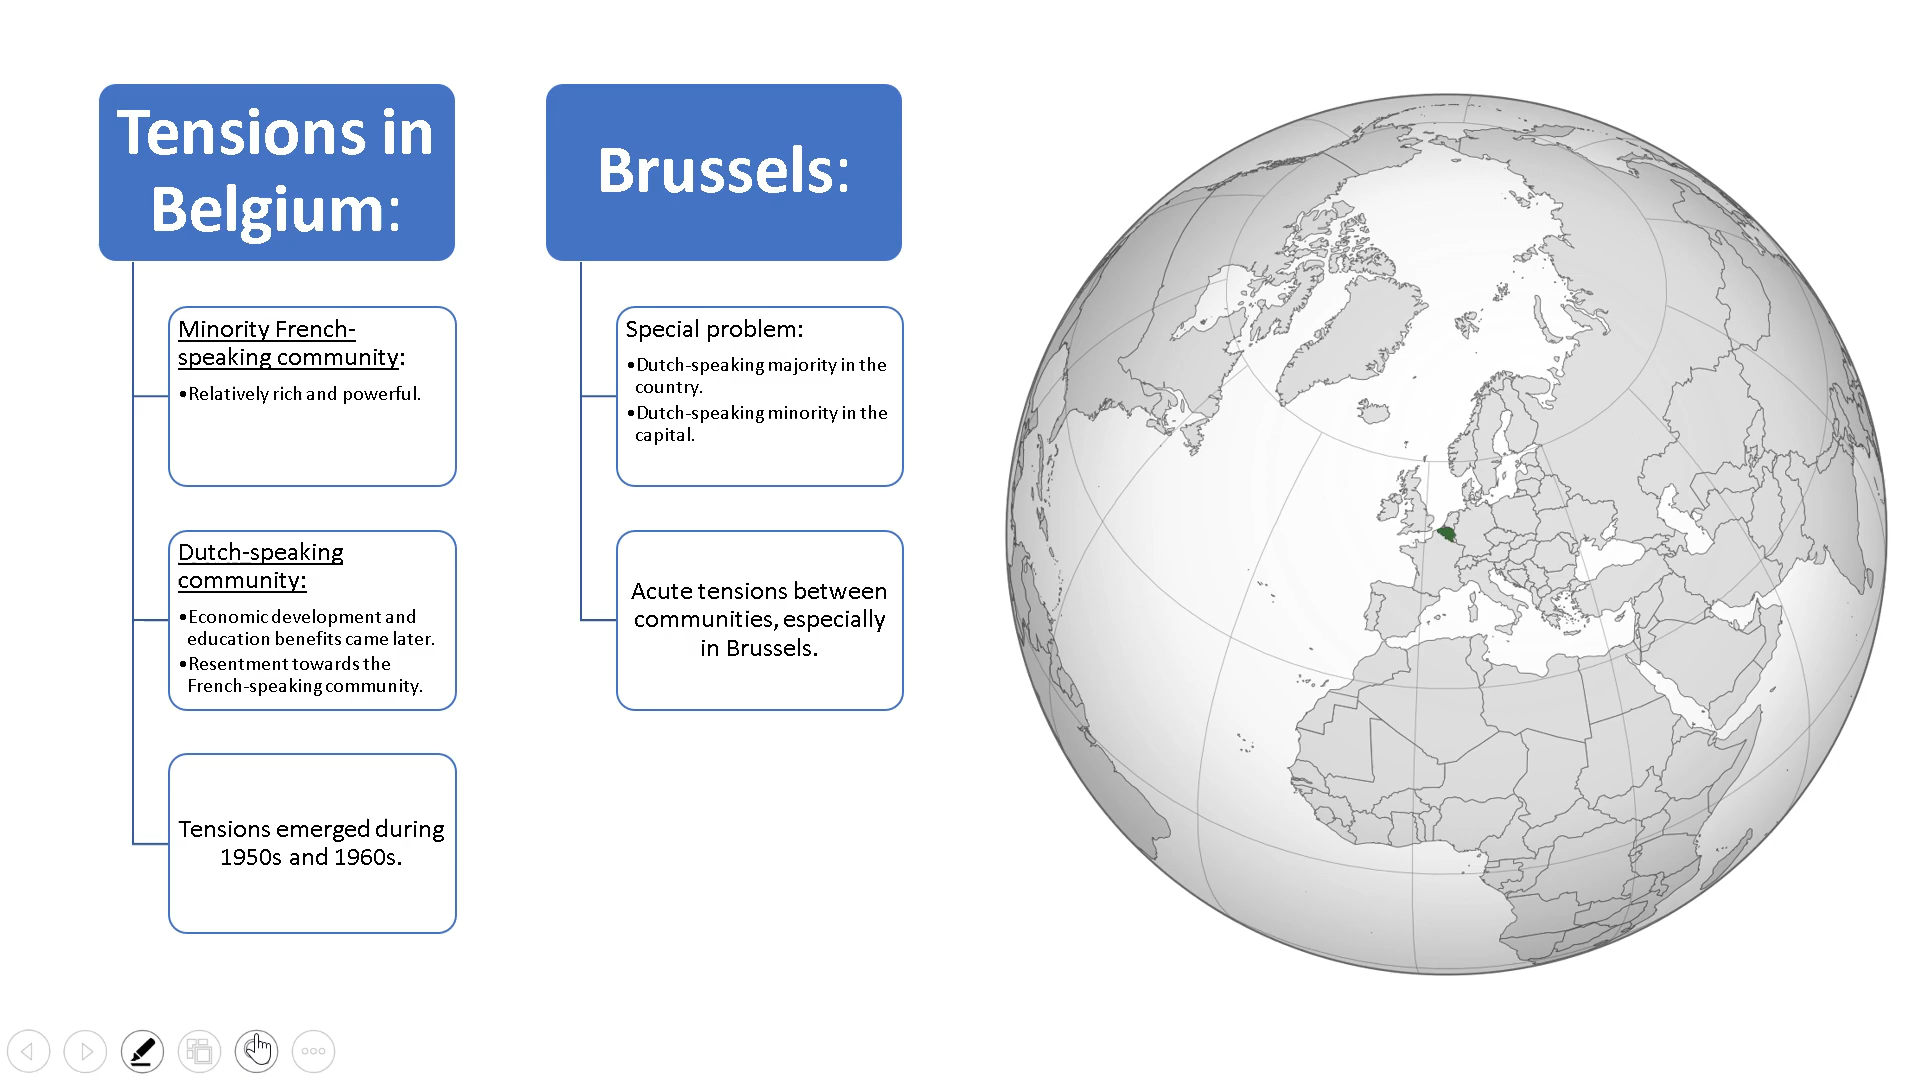 Tensions in
Belgium:
Minority French-
speaking community:
•Relatively rich and powerful.
Dutch-speaking
community:
•Economic development and
education benefits came later.
•Resentment towards the
French-speaking community.
Tensions emerged during
1950s and 1960s.
Brussels:
Special problem:
•Dutch-speaking majority in the
country.
•Dutch-speaking minority in the
capital.
Acute tensions between
communities, especially
in Brussels.